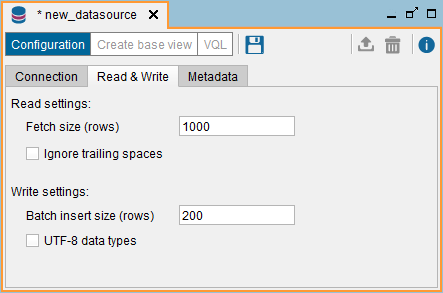 * new_datasource
Configuration Create base view VQL
Connection Read & Write Metadata
Read settings:
Fetch size (rows) 1000
Ignore trailing spaces
Write settings:
Batch insert size (rows) 200
UTF-8 data types